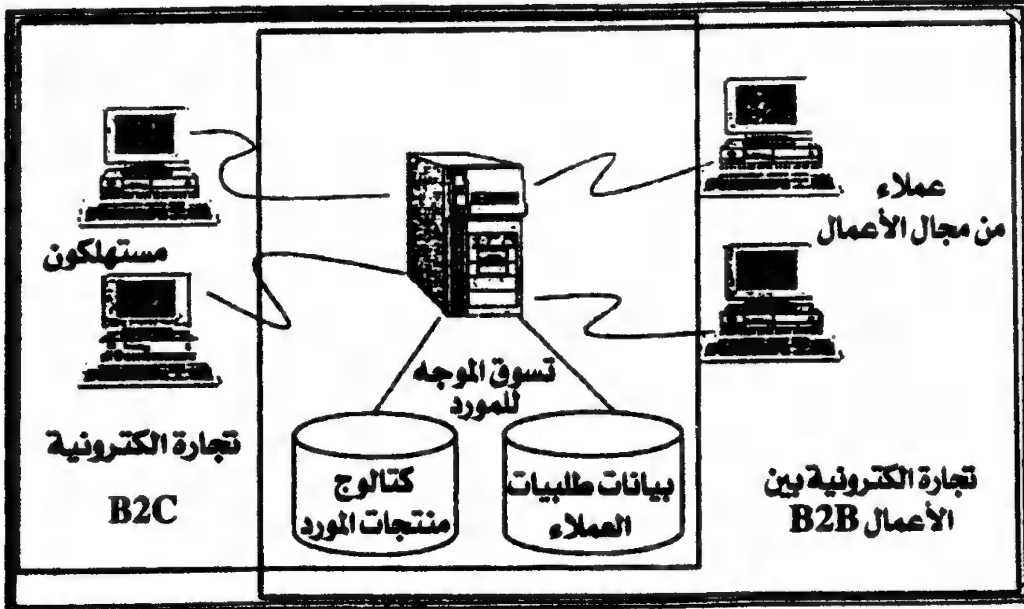 عملاء
من مجال الأعمال
مستهلكون
تسوق الموجه
للمورد
كتالوج
منتجات المورد
بيانات طلبيات
العملاء
تجارة الكترونية بين
الأعمال B2B
تجارة الكترونية
B2C